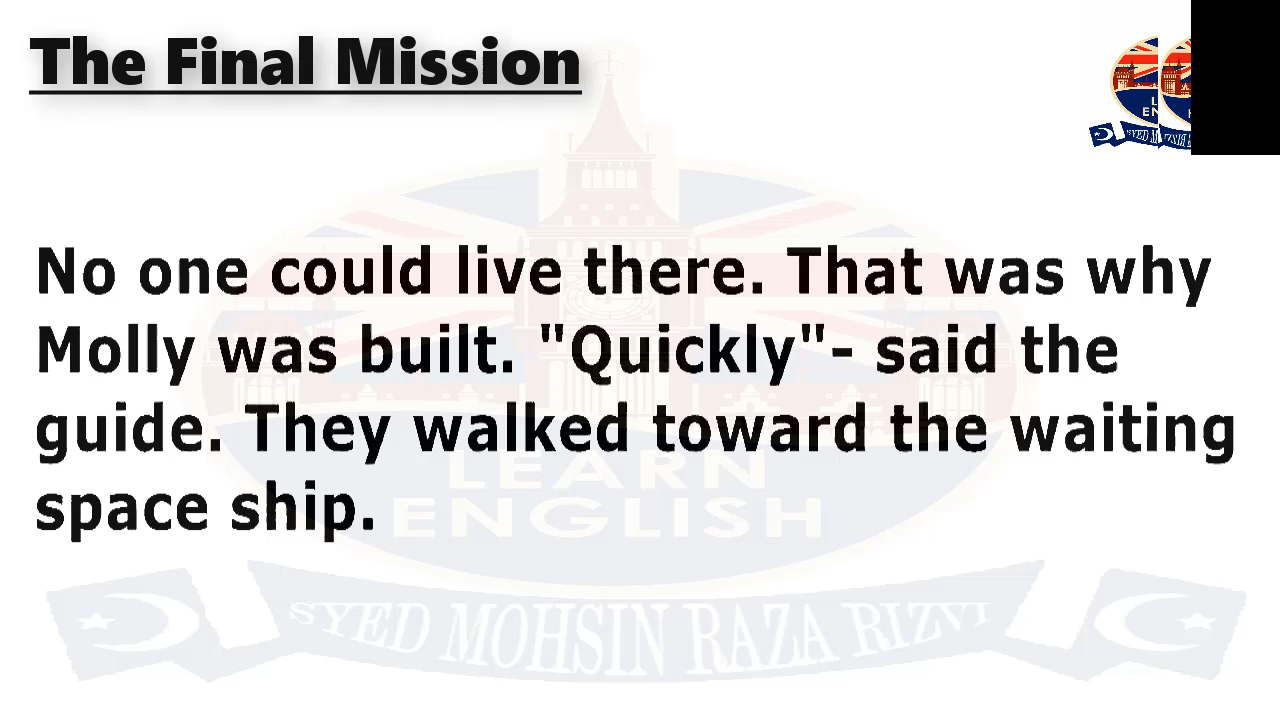 The Final Mission
No one could live there. That was why
Molly was built. "Quickly"- said the
guide. They walked toward the waiting
space ship.
LEARN
ENGLISH
SYED MOHSIN RAZA RIZVI